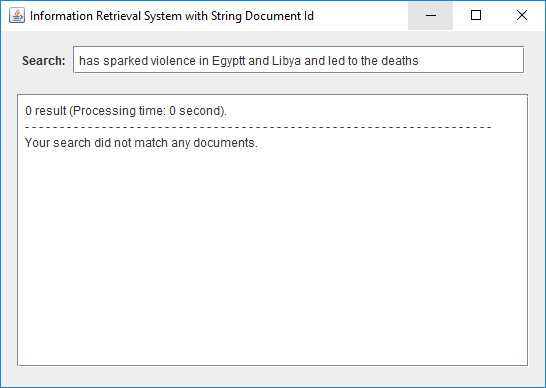 Information Retrieval System with String Document Id
Search: has sparked violence in Egyptt and Libya and led to the deaths
0 result (Processing time: 0 second).
- - - - - - - - - - - - - - - - - - - - - - - - - - - - - - - - - - - - - - - - - - - - - - - - - - - - - - - - - - - - - - - - - -
Your search did not match any documents.